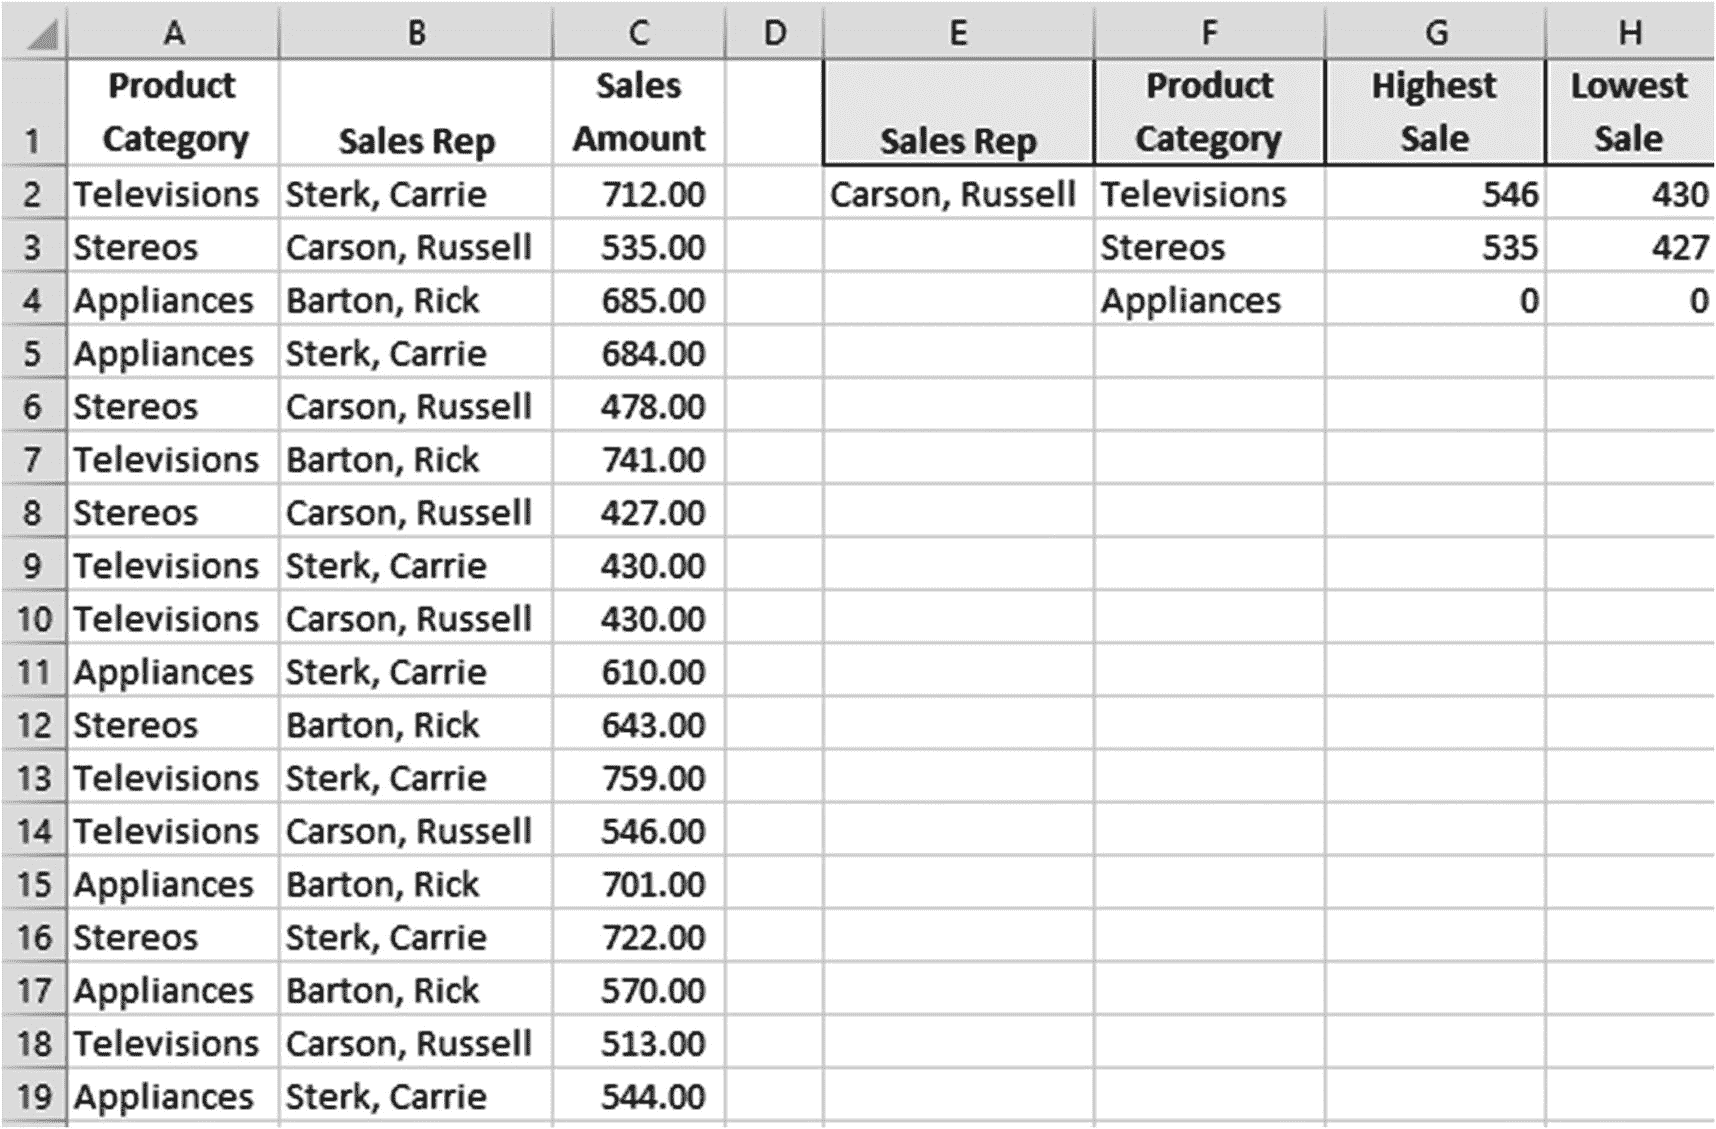 A B C D E F G H
Product Sales Product Highest Lowest
1 Category Sales Rep Amount Sales Rep Category Sale Sale
2 Televisions Sterk, Carrie 712.00 Carson, Russell Televisions 546 430
3 Stereos Carson, Russell 535.00 Stereos 535 427
4 Appliances Barton, Rick 685.00 Appliances 0 0
5 Appliances Sterk, Carrie 684.00
6 Stereos Carson, Russell 478.00
7 Televisions Barton, Rick 741.00
8 Stereos Carson, Russell 427.00
9 Televisions Sterk, Carrie 430.00
10 Televisions Carson, Russell 430.00
11 Appliances Sterk, Carrie 610.00
12 Stereos Barton, Rick 643.00
13 Televisions Sterk, Carrie 759.00
14 Televisions Carson, Russell 546.00
15 Appliances Barton, Rick 701.00
16 Stereos Sterk, Carrie 722.00
17 Appliances Barton, Rick 570.00
18 Televisions Carson, Russell 513.00
19 Appliances Sterk, Carrie 544.00